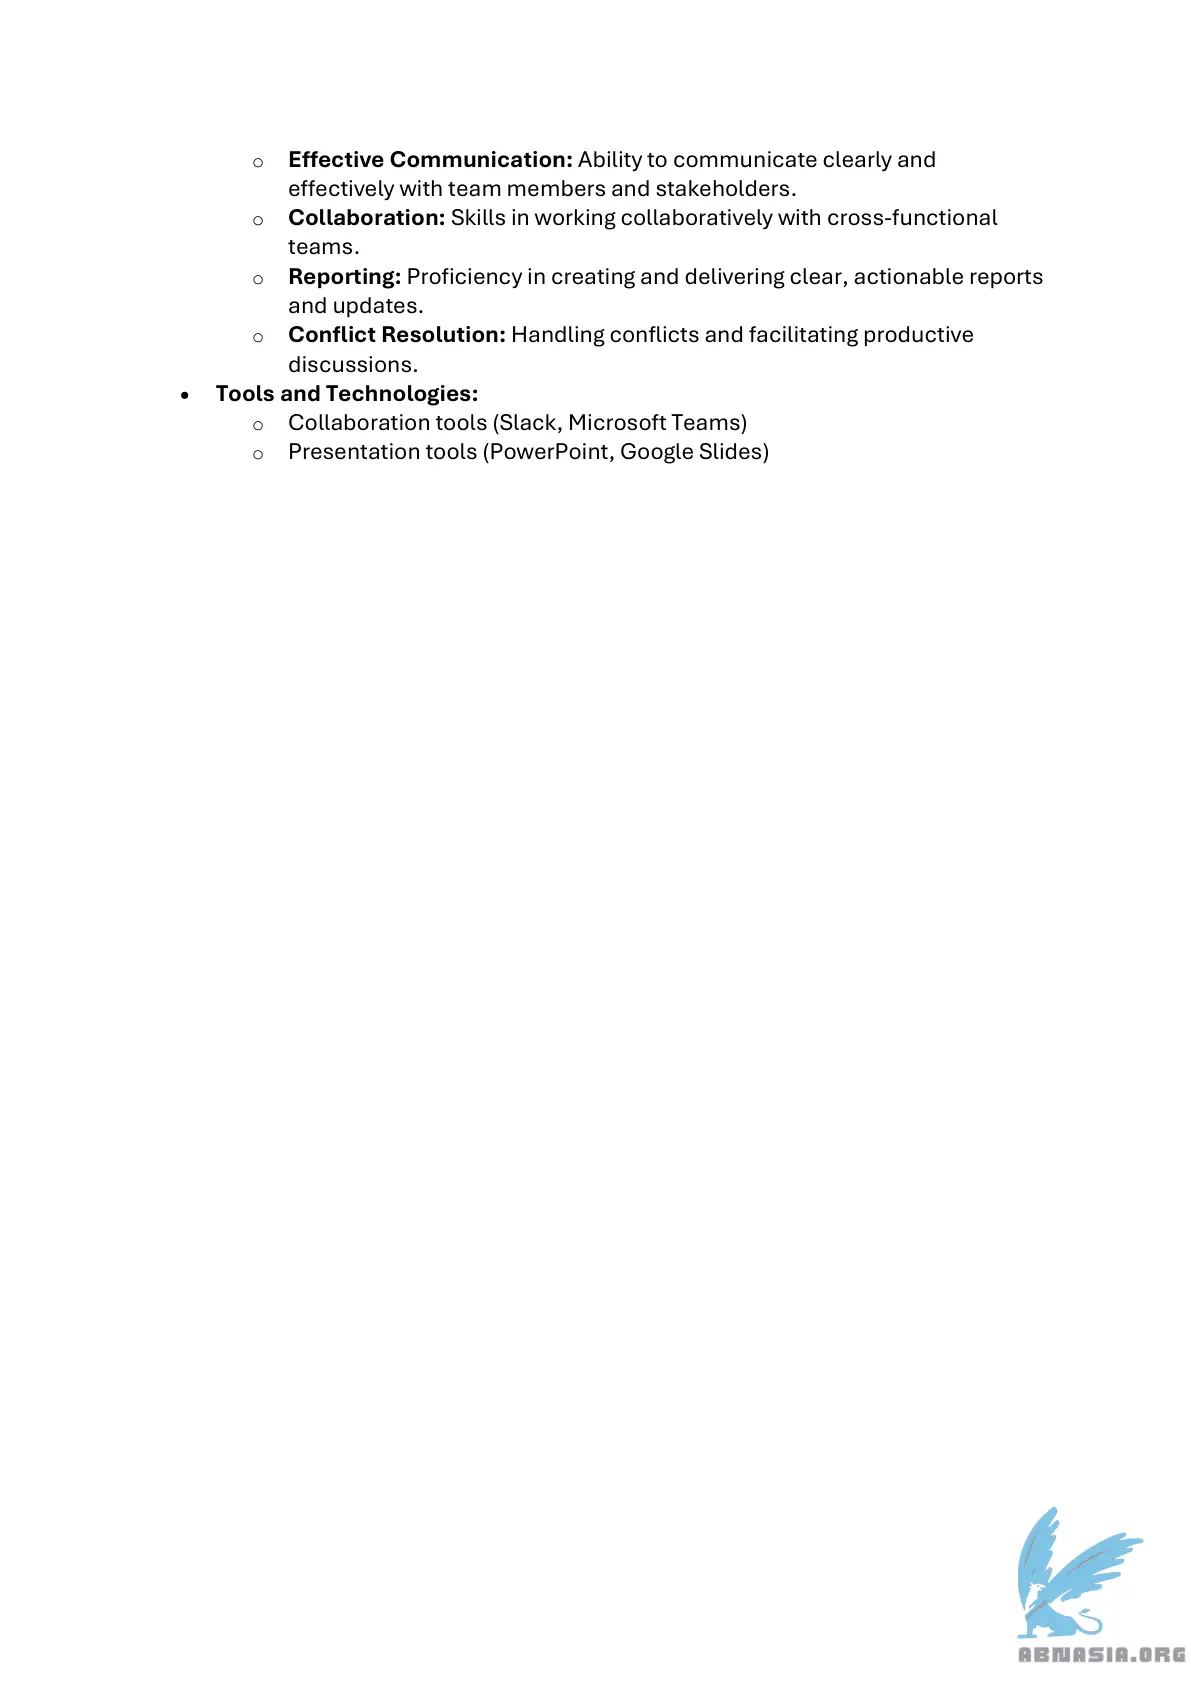 o Effective Communication: Ability to communicate clearly and
effectively with team members and stakeholders.
o Collaboration: Skills in working collaboratively with cross-functional
teams.
o Reporting: Proficiency in creating and delivering clear, actionable reports
and updates.
o Conflict Resolution: Handling conflicts and facilitating productive
discussions.
• Tools and Technologies:
o Collaboration tools (Slack, Microsoft Teams)
o Presentation tools (PowerPoint, Google Slides)
ABNASIA.ORG